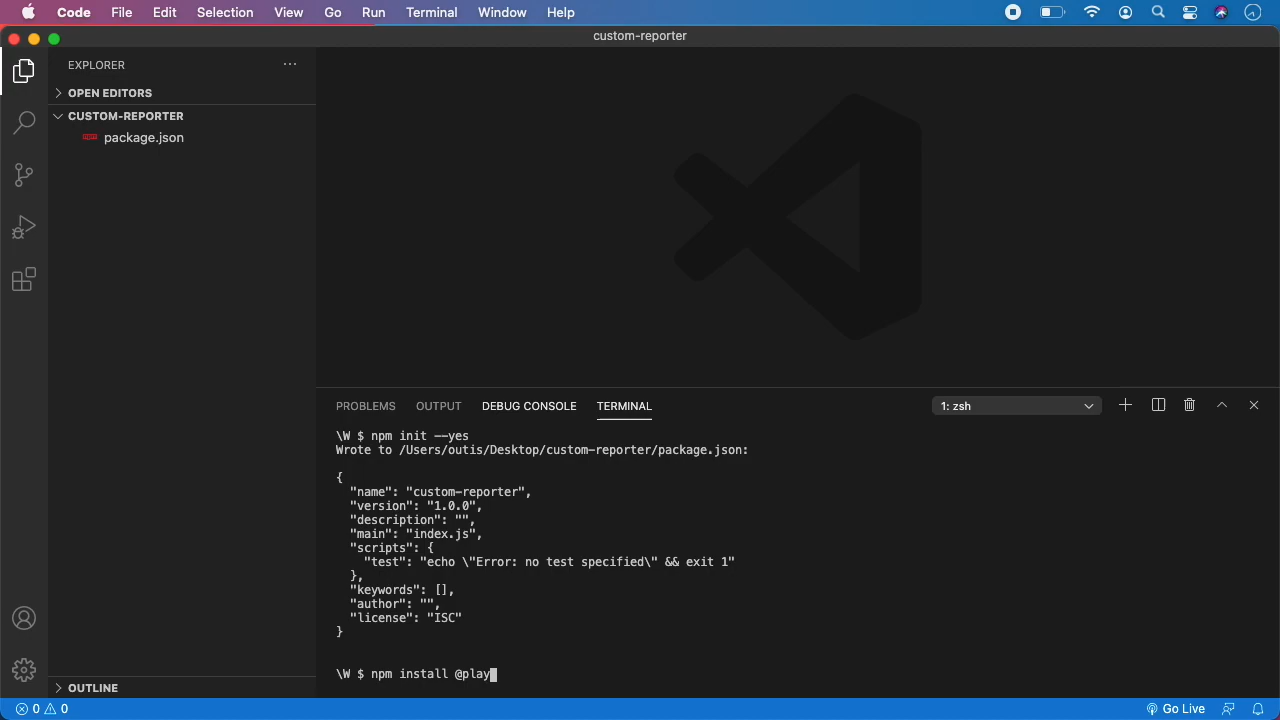 Code File Edit Selection View Go Run Terminal Window Help
custom-reporter
EXPLORER
OPEN EDITORS
CUSTOM-REPORTER
package.json
OUTLINE
PROBLEMS OUTPUT DEBUG CONSOLE TERMINAL 1: zsh
\W $ npm init --yes
Wrote to /Users/outis/Desktop/custom-reporter/package.json:
{
"name": "custom-reporter",
"version": "1.0.0",
"description": "",
"main": "index.js",
"scripts": {
"test": "echo \"Error: no test specified\" && exit 1"
},
"keywords": [],
"author": "",
"license": "ISC"
}
\W $ npm install @play
0 0 Go Live